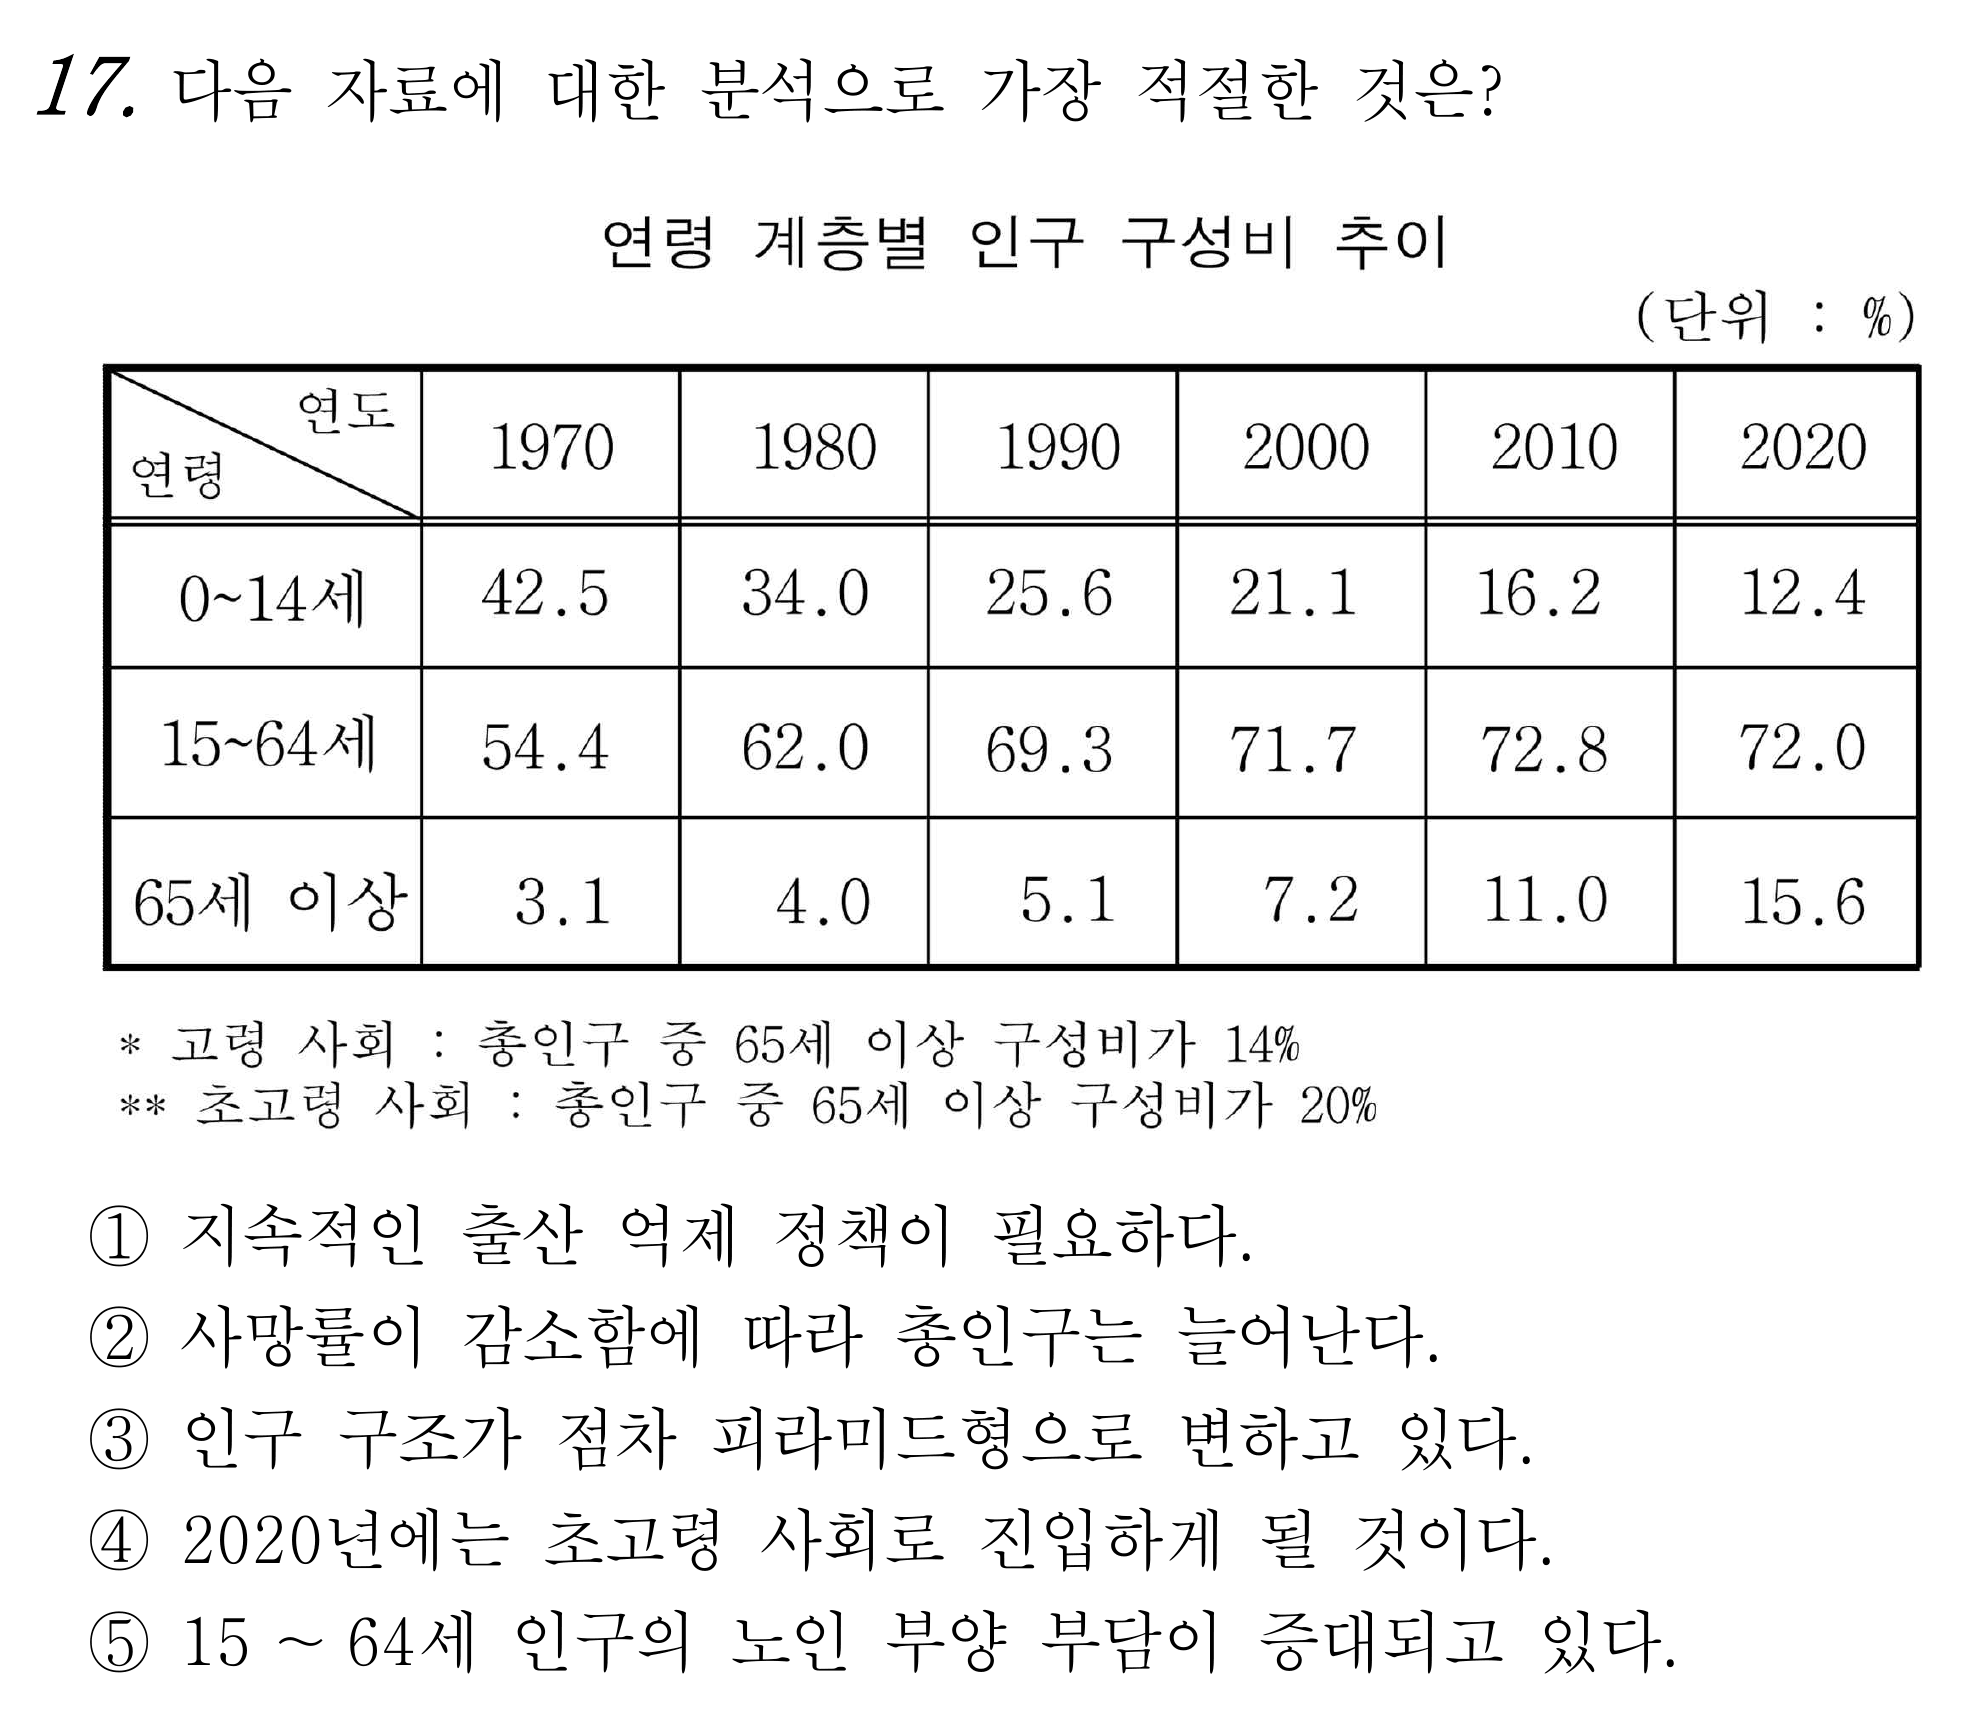 17. 다음 자료에 대한 분석으로 가장 적절한 것은?
연령 계층별 인구 구성비 추이
(단위 : %)
연령 연도 1970 1980 1990 2000 2010 2020
0~14세 42.5 34.0 25.6 21.1 16.2 12.4
15~64세 54.4 62.0 69.3 71.7 72.8 72.0
65세 이상 3.1 4.0 5.1 7.2 11.0 15.6
* 고령 사회 : 총인구 중 65세 이상 구성비가 14%
** 초고령 사회 : 총인구 중 65세 이상 구성비가 20%
① 지속적인 출산 억제 정책이 필요하다.
② 사망률이 감소함에 따라 총인구는 늘어난다.
③ 인구 구조가 점차 피라미드형으로 변하고 있다.
④ 2020년에는 초고령 사회로 진입하게 될 것이다.
⑤ 15 ~ 64세 인구의 노인 부양 부담이 증대되고 있다.